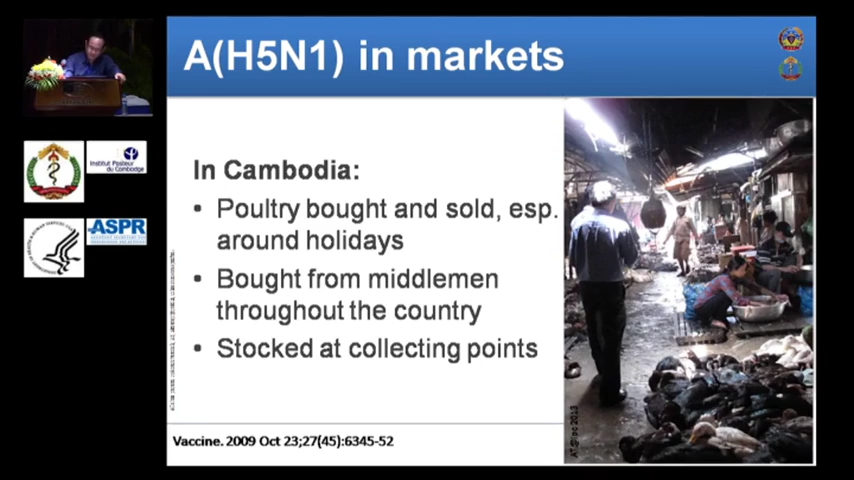 A(H5N1) in markets
Institut Pasteur
du Cambodge
ASPR
In Cambodia:
• Poultry bought and sold, esp.
around holidays
• Bought from middlemen
throughout the country
• Stocked at collecting points
Vaccine. 2009 Oct 23;27(45):6345-52